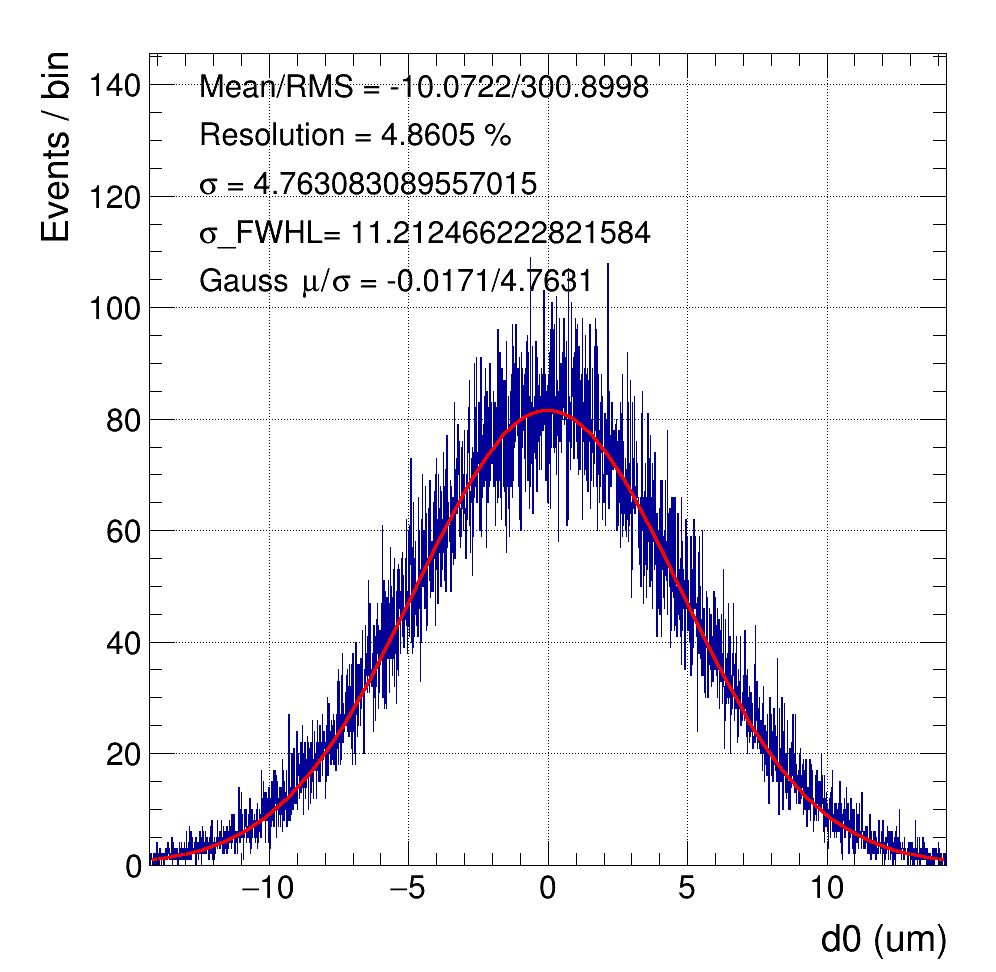 Events / bin
140
120
100
80
60
40
20
0
Mean/RMS = -10.0722/300.8998
Resolution = 4.8605 %
σ = 4.763083089557015
σ_FWHL= 11.212466222821584
Gauss μ/σ = -0.0171/4.7631
−10 −5 0 5 10
d0 (um)